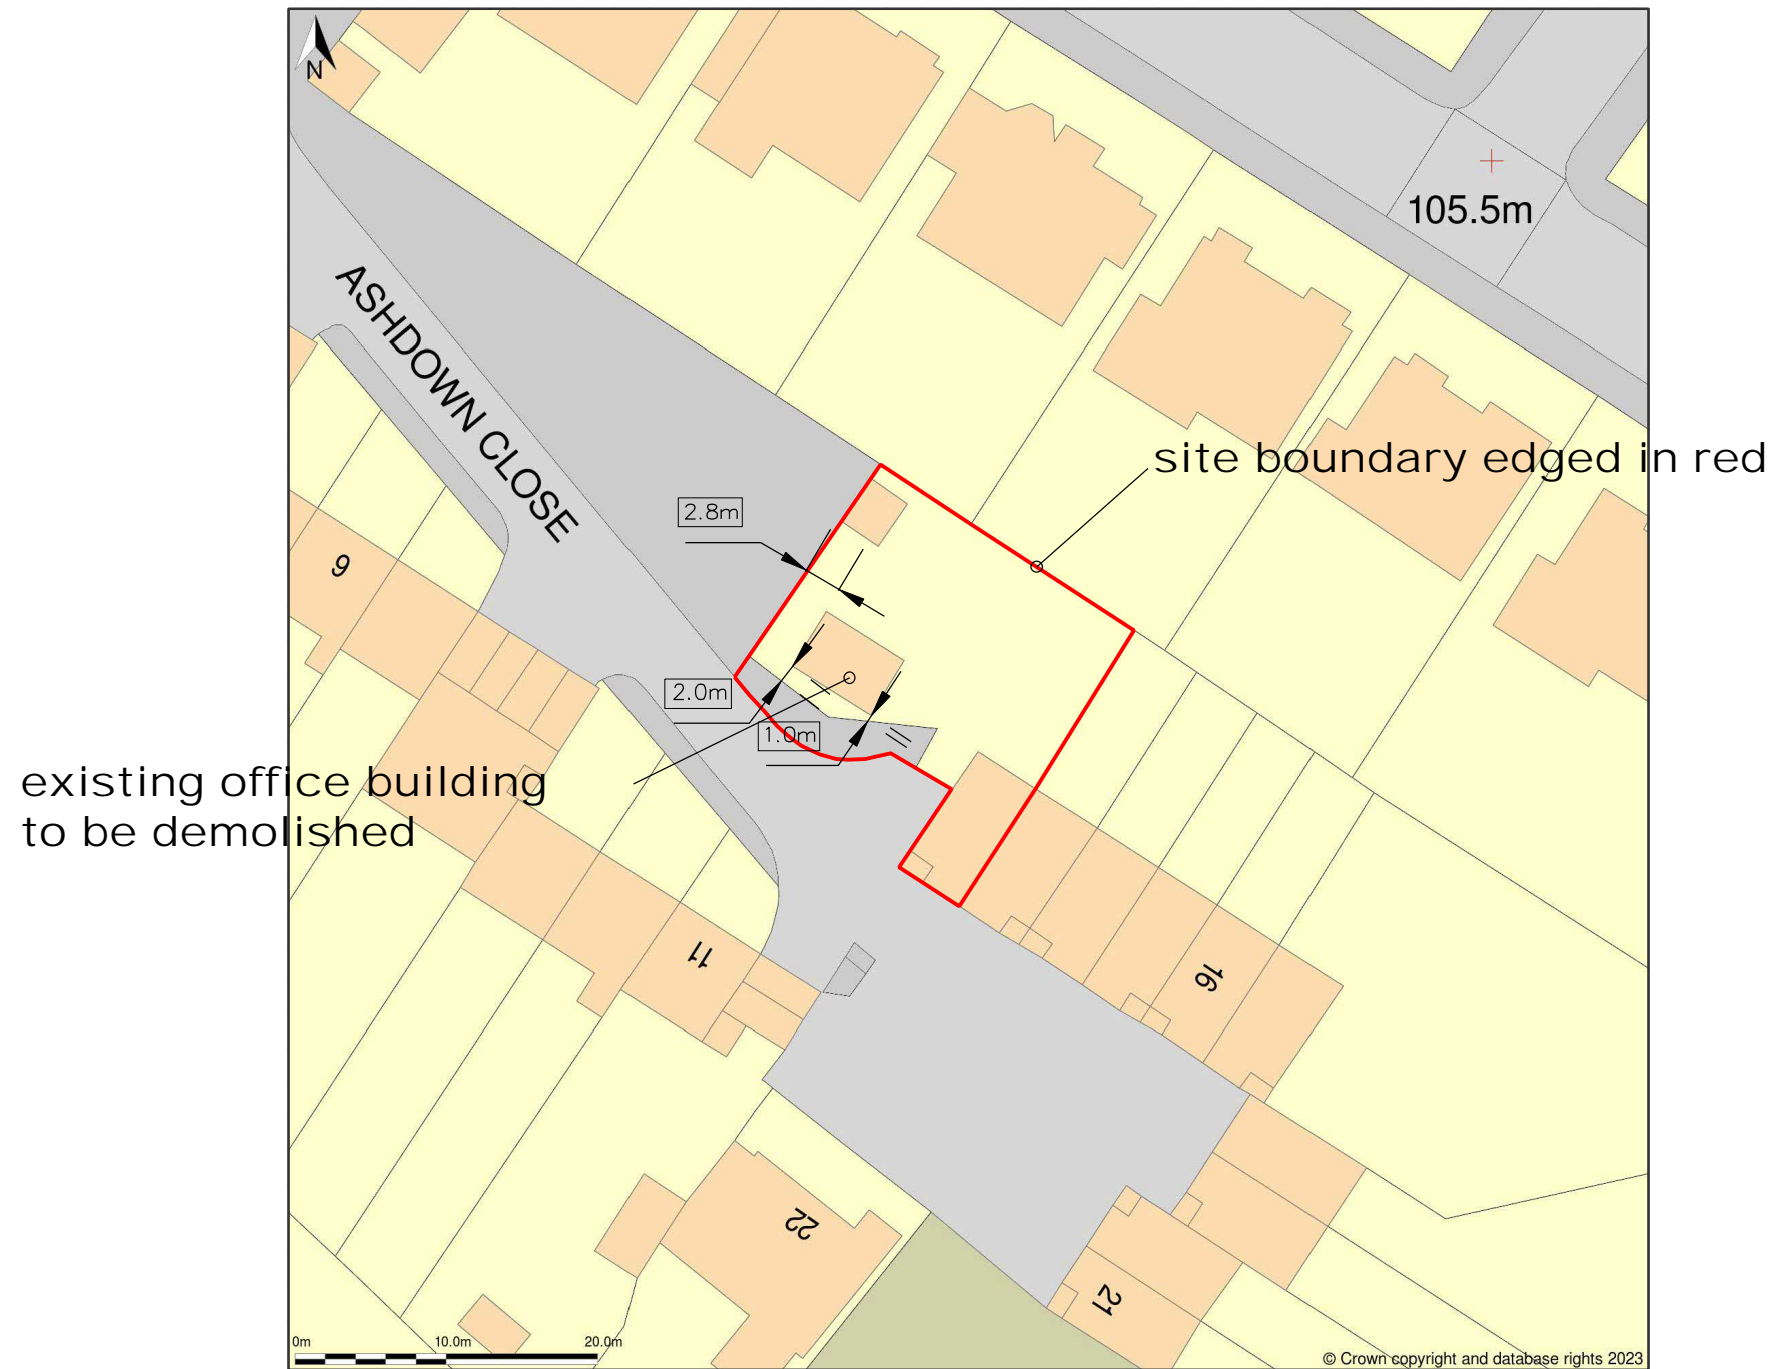 N
105.5m
ASHDOWN CLOSE
site boundary edged in red
2.8m
9
2.0m
1.0m
existing office building
to be demolished
11
16
22
21
0m 10.0m 20.0m
© Crown copyright and database rights 2023